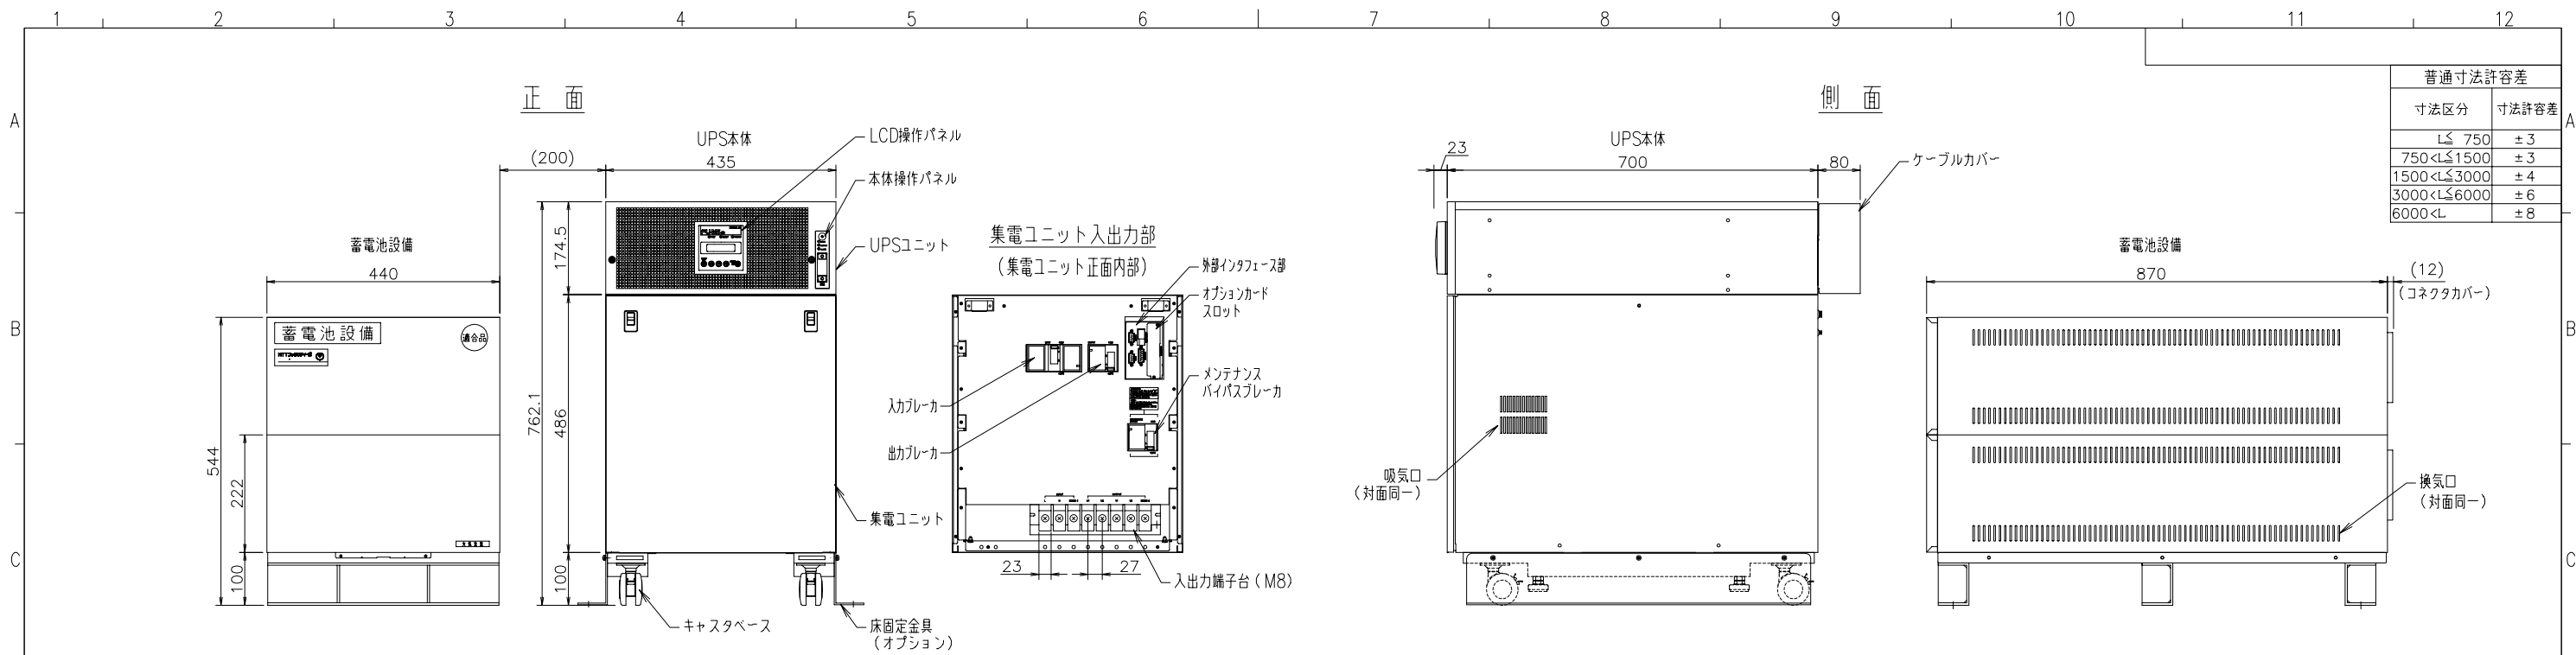 1 2 3 4 5 6 7 8 9 10 11 12
A
B
C
正 面
UPS本体
435
(200)
LCD操作パネル
本体操作パネル
UPSユニット
蓄電池設備
440
蓄電池設備
適合品
544
222
100
762.1
174.5
486
100
集電ユニット
キャスタベース
床固定金具
(オプション)
集電ユニット入出力部
(集電ユニット正面内部)
外部インタフェース部
オプションカード
スロット
メンテナンス
バイパスブレーカ
入力ブレーカ
出力ブレーカ
23
27
入出力端子台(M8)
側 面
UPS本体
23
700
80
ケーブルカバー
吸気口
(対面同一)
蓄電池設備
870
(12)
(コネクタカバー)
換気口
(対面同一)
普通寸法許容差
寸法区分 寸法許容差
L≦ 750 ±3
750<L≦1500 ±3
1500<L≦3000 ±4
3000<L≦6000 ±6
6000<L ±8
A
B
C